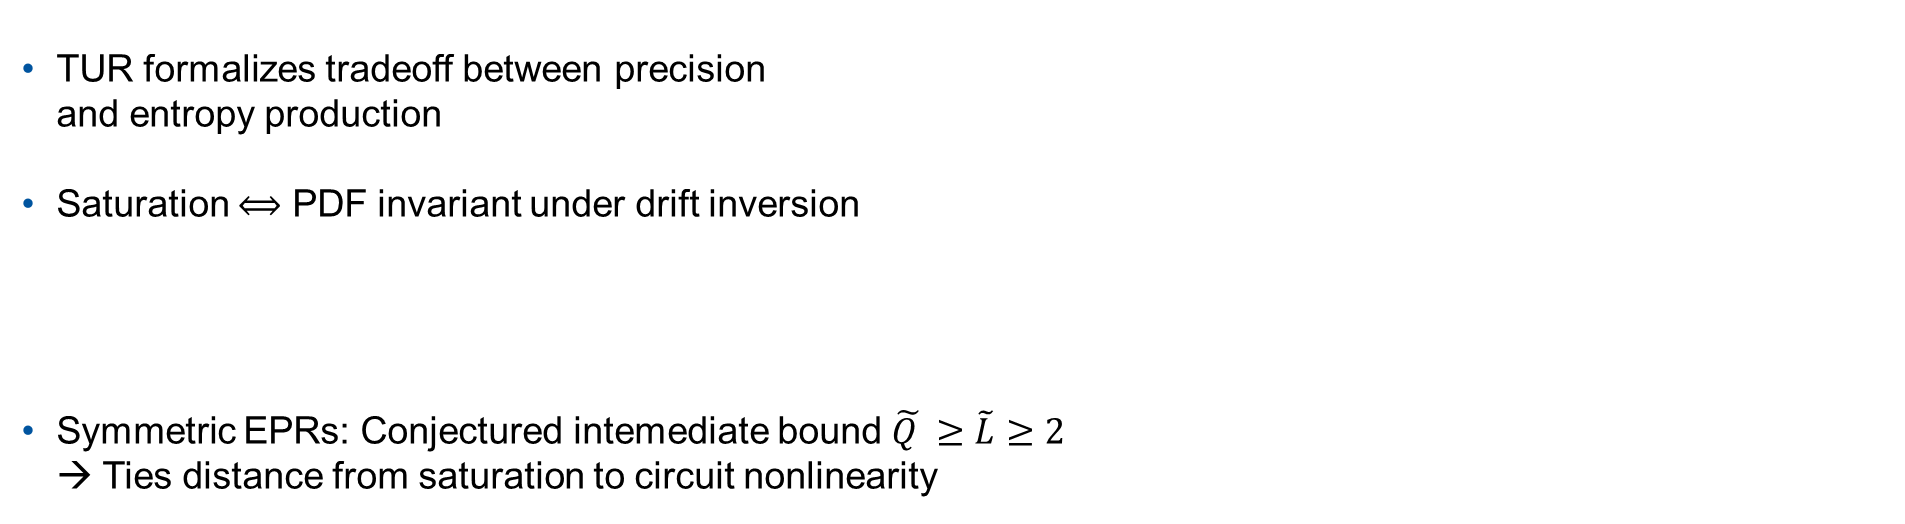 • TUR formalizes tradeoff between precision
and entropy production
• Saturation ⟺ PDF invariant under drift inversion
• Symmetric EPRs: Conjectured intemediate bound Q̃ ≥ L̃ ≥ 2
→ Ties distance from saturation to circuit nonlinearity